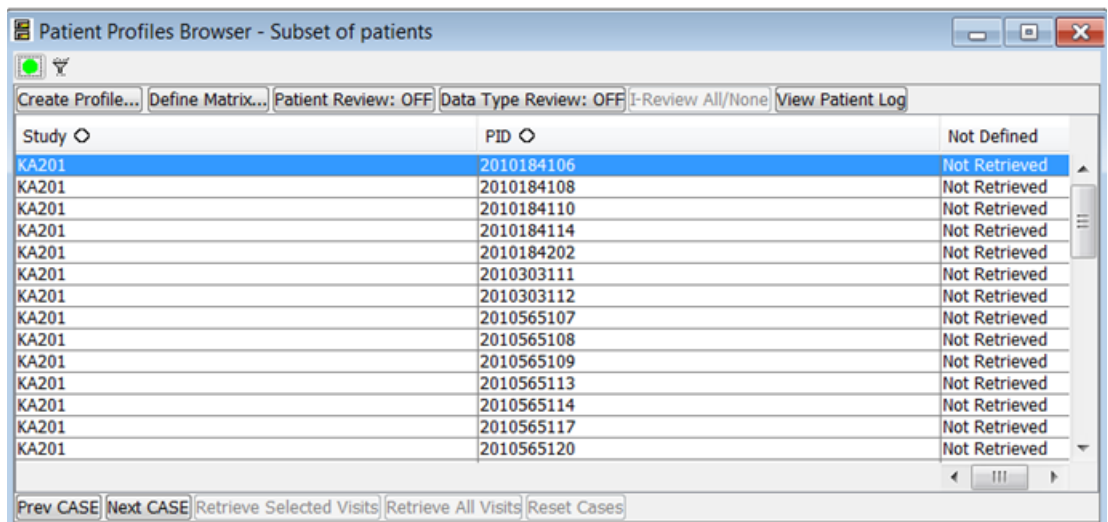 Patient Profiles Browser - Subset of patients
Create Profile... Define Matrix... Patient Review: OFF Data Type Review: OFF I-Review All/None View Patient Log
Study PID Not Defined
KA201 2010184106 Not Retrieved
KA201 2010184108 Not Retrieved
KA201 2010184110 Not Retrieved
KA201 2010184114 Not Retrieved
KA201 2010184202 Not Retrieved
KA201 2010303111 Not Retrieved
KA201 2010303112 Not Retrieved
KA201 2010565107 Not Retrieved
KA201 2010565108 Not Retrieved
KA201 2010565109 Not Retrieved
KA201 2010565113 Not Retrieved
KA201 2010565114 Not Retrieved
KA201 2010565117 Not Retrieved
KA201 2010565120 Not Retrieved
Prev CASE Next CASE Retrieve Selected Visits Retrieve All Visits Reset Cases